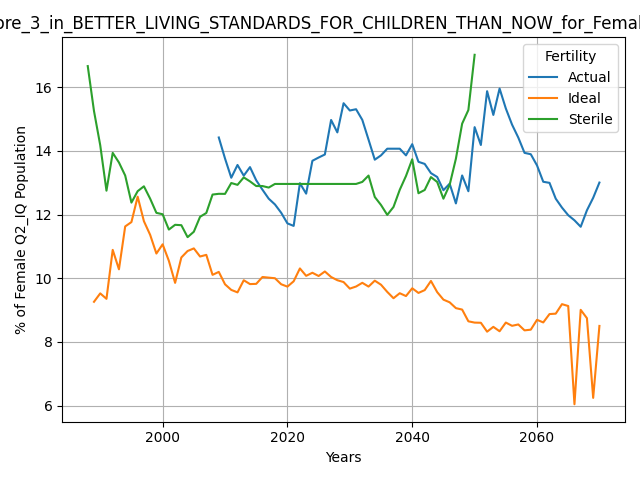 ore_3_in_BETTER_LIVING_STANDARDS_FOR_CHILDREN_THAN_NOW_for_Femal
Fertility
Actual
Ideal
Sterile
% of Female Q2_IQ Population
16
14
12
10
8
6
2000 2020 2040 2060
Years